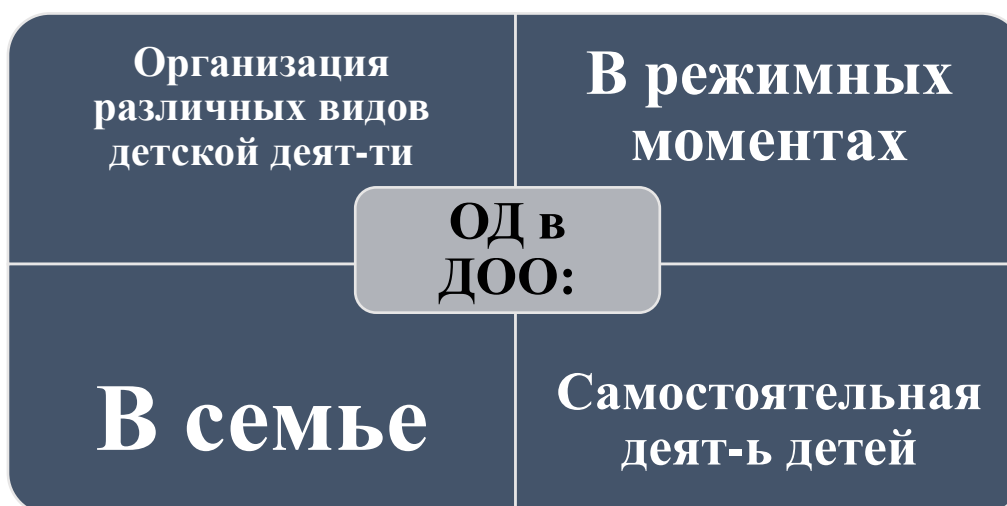 Организация
различных видов
детской деят-ти
В режимных
моментах
ОД в
ДОО:
В семье
Самостоятельная
деят-ь детей